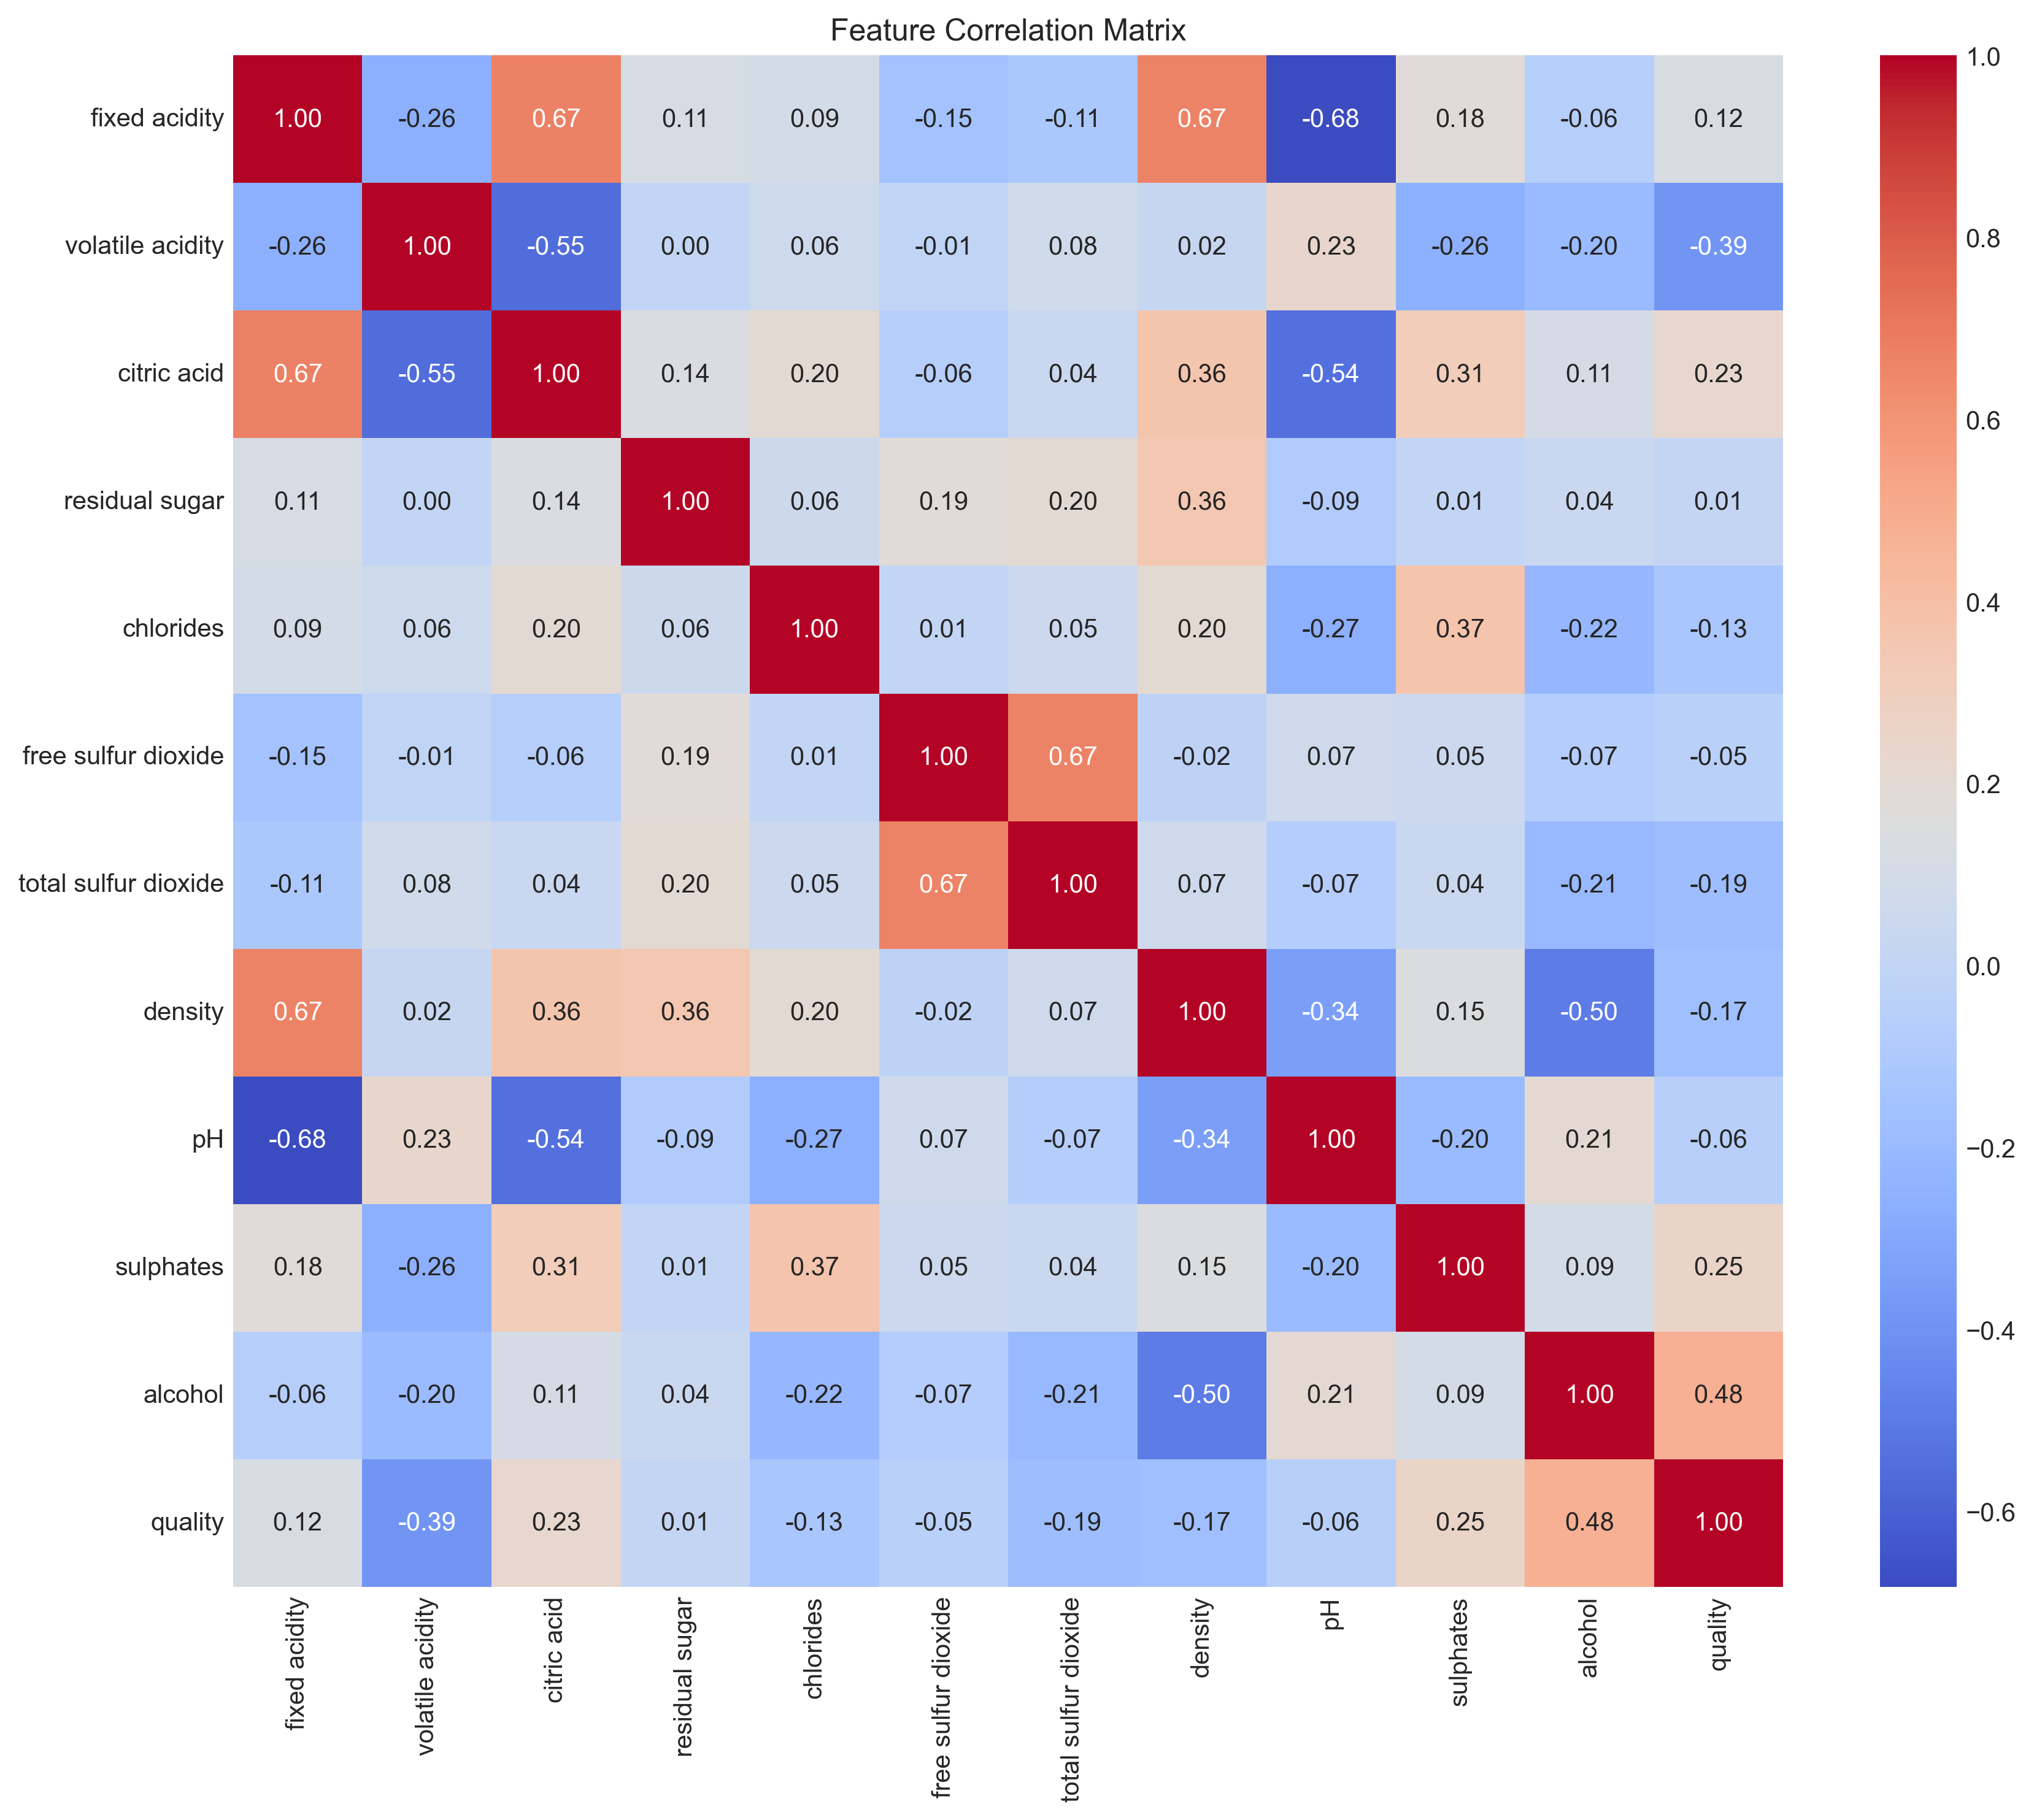 Feature Correlation Matrix
fixed acidity 1.00 -0.26 0.67 0.11 0.09 -0.15 -0.11 0.67 -0.68 0.18 -0.06 0.12
volatile acidity -0.26 1.00 -0.55 0.00 0.06 -0.01 0.08 0.02 0.23 -0.26 -0.20 -0.39
citric acid 0.67 -0.55 1.00 0.14 0.20 -0.06 0.04 0.36 -0.54 0.31 0.11 0.23
residual sugar 0.11 0.00 0.14 1.00 0.06 0.19 0.20 0.36 -0.09 0.01 0.04 0.01
chlorides 0.09 0.06 0.20 0.06 1.00 0.01 0.05 0.20 -0.27 0.37 -0.22 -0.13
free sulfur dioxide -0.15 -0.01 -0.06 0.19 0.01 1.00 0.67 -0.02 0.07 0.05 -0.07 -0.05
total sulfur dioxide -0.11 0.08 0.04 0.20 0.05 0.67 1.00 0.07 -0.07 0.04 -0.21 -0.19
density 0.67 0.02 0.36 0.36 0.20 -0.02 0.07 1.00 -0.34 0.15 -0.50 -0.17
pH -0.68 0.23 -0.54 -0.09 -0.27 0.07 -0.07 -0.34 1.00 -0.20 0.21 -0.06
sulphates 0.18 -0.26 0.31 0.01 0.37 0.05 0.04 0.15 -0.20 1.00 0.09 0.25
alcohol -0.06 -0.20 0.11 0.04 -0.22 -0.07 -0.21 -0.50 0.21 0.09 1.00 0.48
quality 0.12 -0.39 0.23 0.01 -0.13 -0.05 -0.19 -0.17 -0.06 0.25 0.48 1.00
fixed acidity
volatile acidity
citric acid
residual sugar
chlorides
free sulfur dioxide
total sulfur dioxide
density
pH
sulphates
alcohol
quality
1.0
0.8
0.6
0.4
0.2
0.0
−0.2
−0.4
−0.6